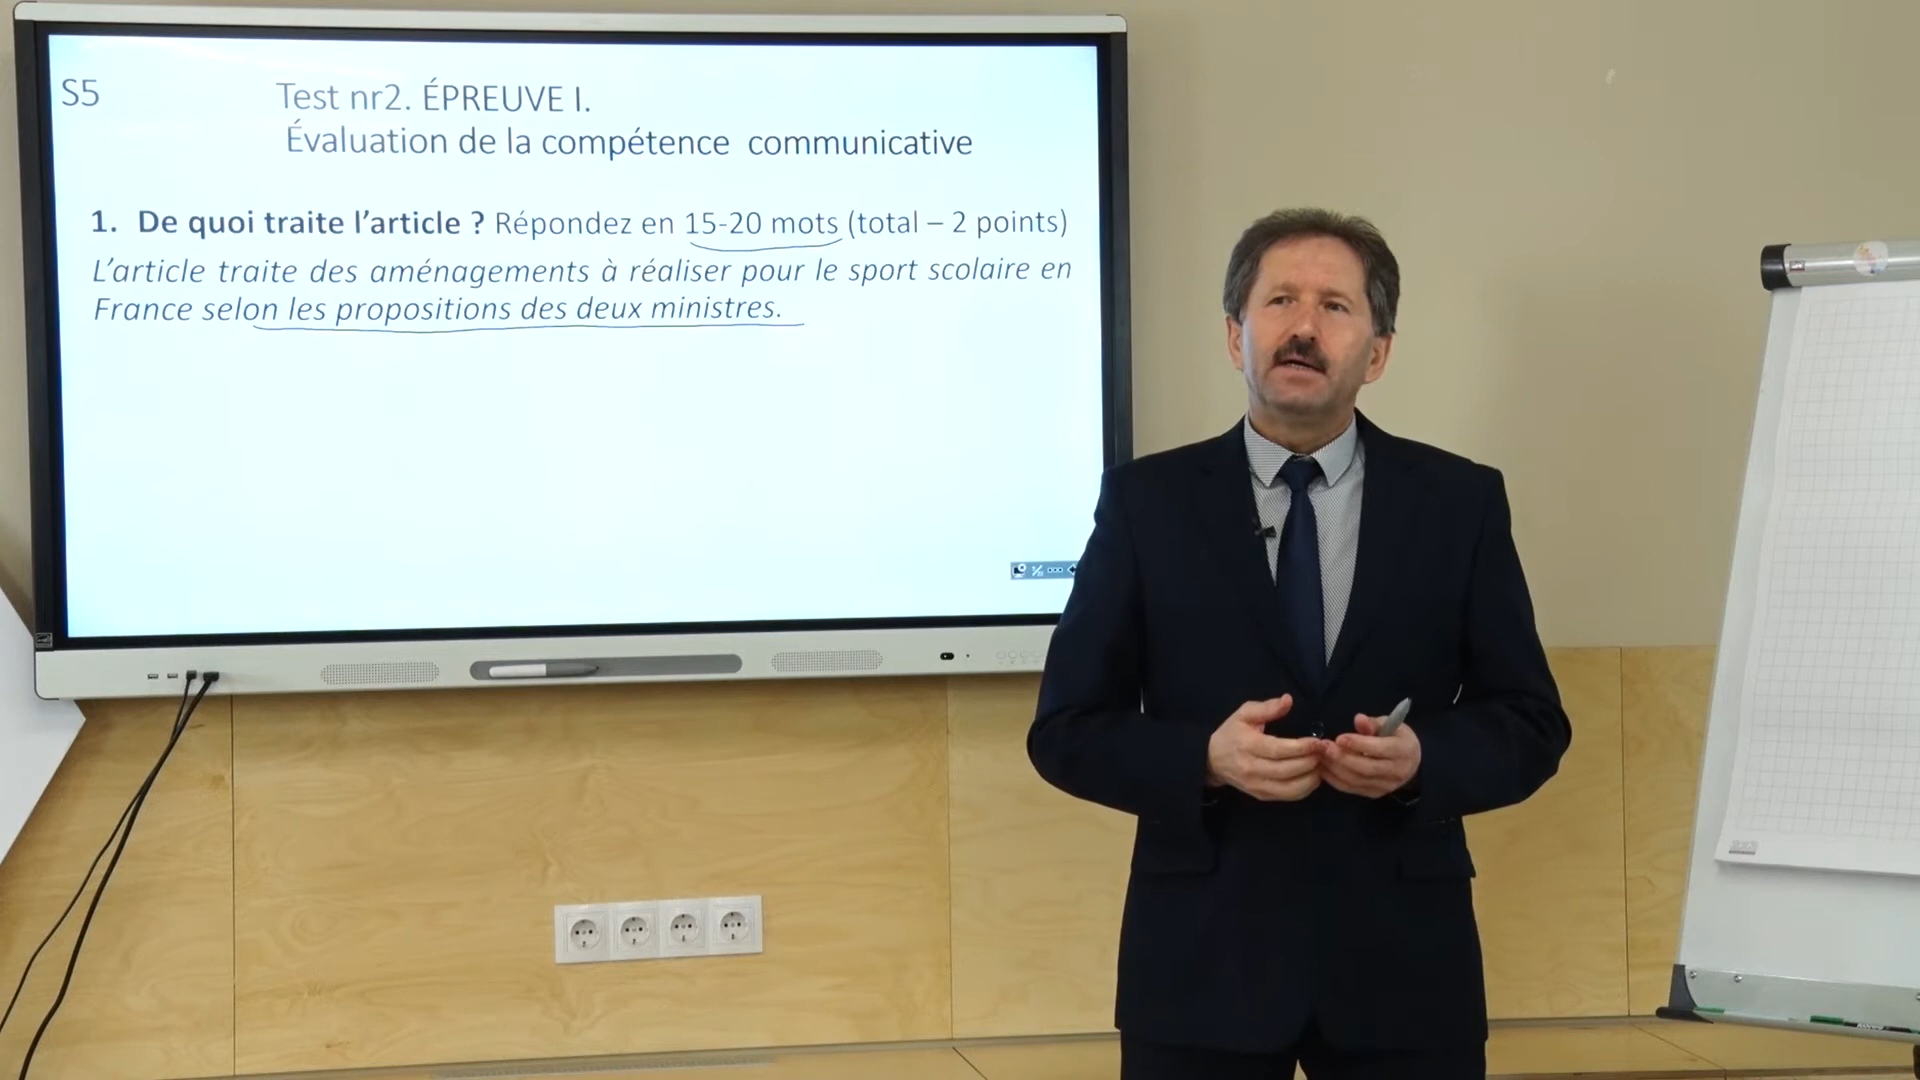 S5
Test nr2. ÉPREUVE I.
Évaluation de la compétence communicative
1. De quoi traite l’article ? Répondez en 15-20 mots (total – 2 points)
L’article traite des aménagements à réaliser pour le sport scolaire en
France selon les propositions des deux ministres.